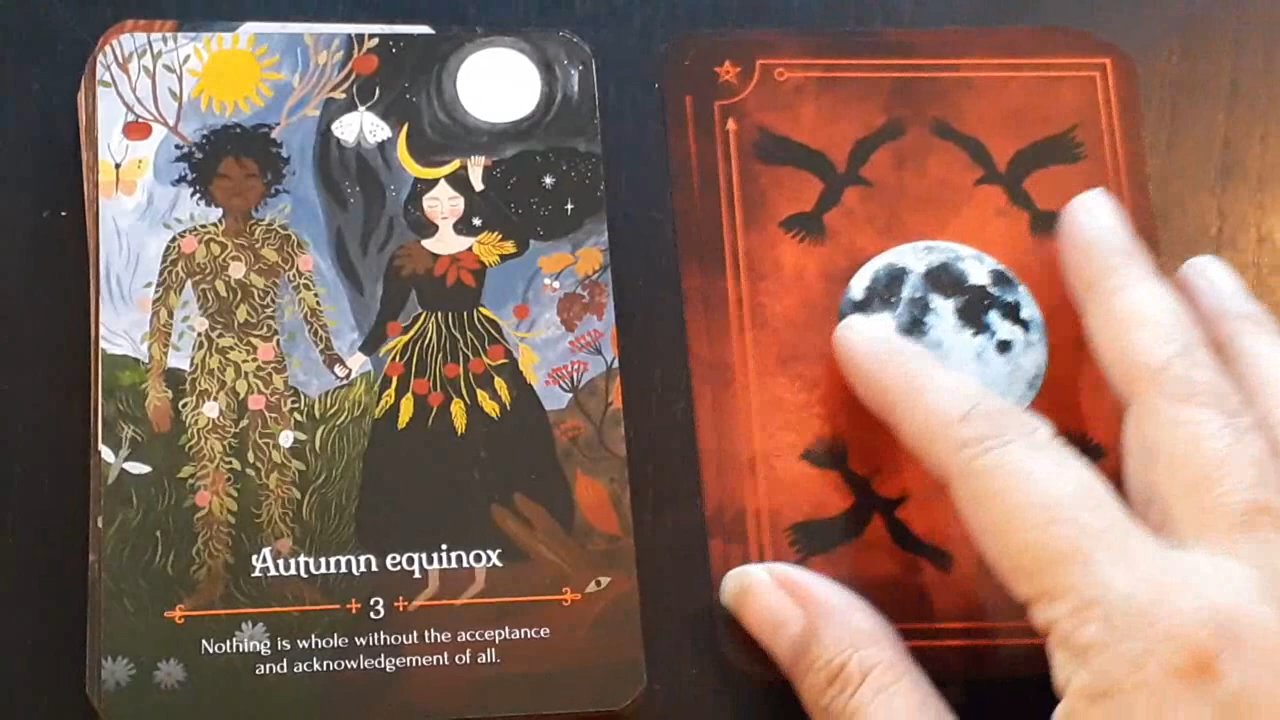 Autumn equinox
3
Nothing is whole without the acceptance
and acknowledgement of all.